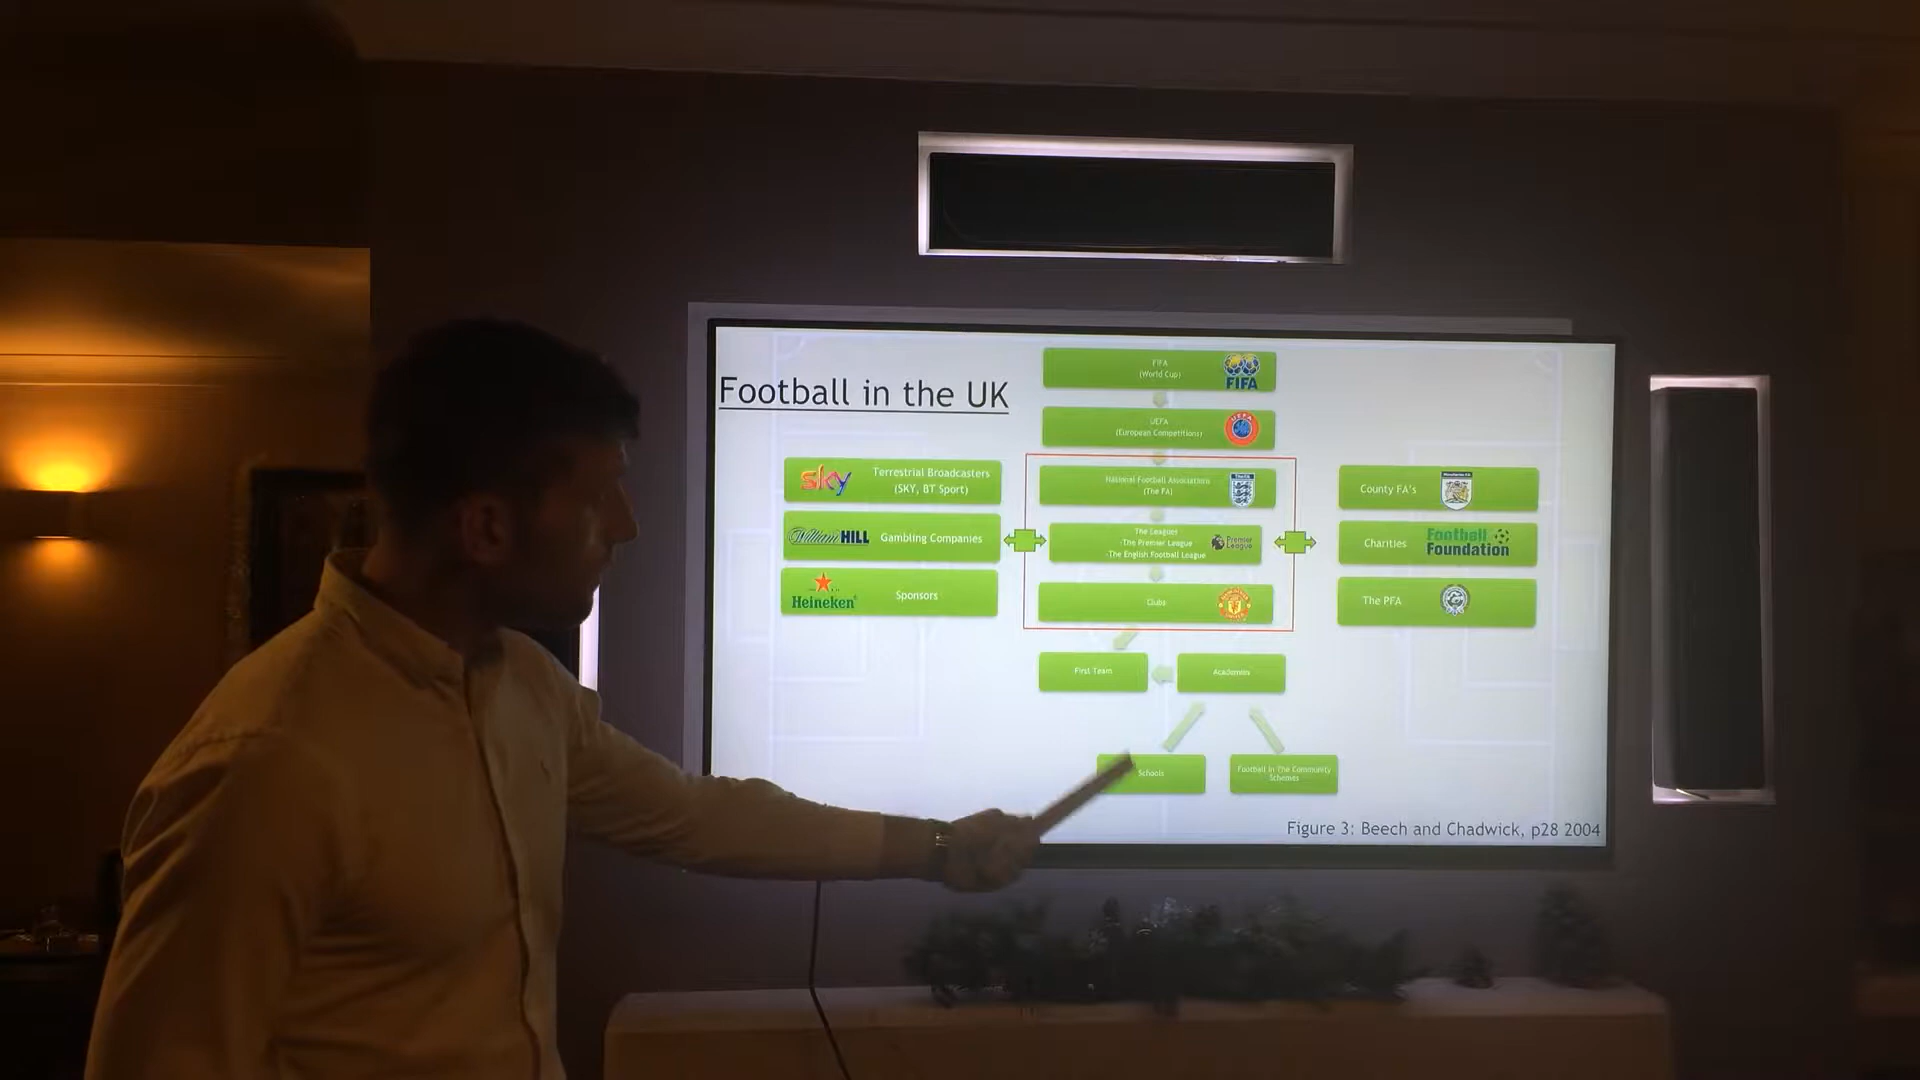 Football in the UK
FIFA
(World Cup)
FIFA
UEFA
(European Competitions)
UEFA
sky
Terrestrial Broadcasters
(SKY, BT Sport)
National Football Associations
(The FA)
County FA's
William HILL
Gambling Companies
The Leagues
-The Premier League
-The English Football League
Premier
League
Charities
Football
Foundation
Heineken
Sponsors
Clubs
The PFA
First Team
Academies
Schools
Football In The Community
Schemes
Figure 3: Beech and Chadwick, p28 2004